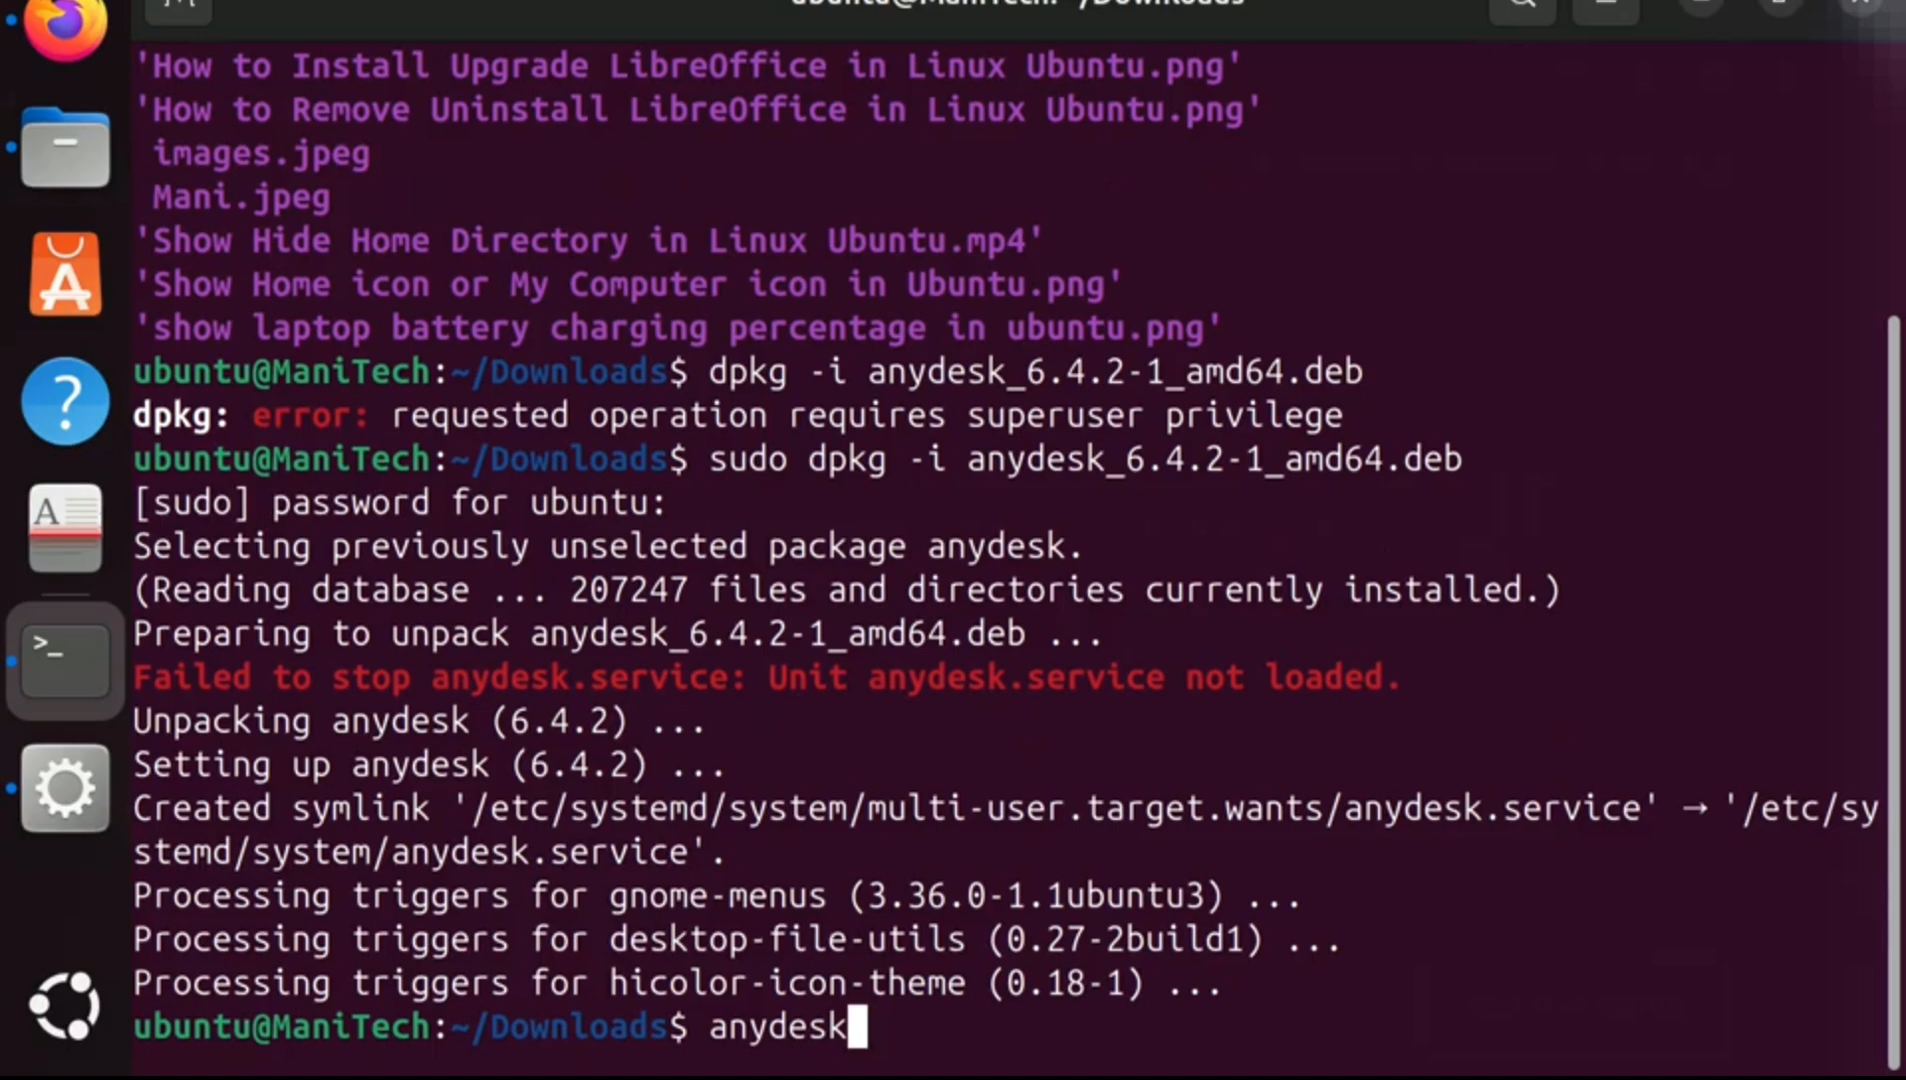 'How to Install Upgrade LibreOffice in Linux Ubuntu.png'
'How to Remove Uninstall LibreOffice in Linux Ubuntu.png'
images.jpeg
Mani.jpeg
'Show Hide Home Directory in Linux Ubuntu.mp4'
'Show Home icon or My Computer icon in Ubuntu.png'
'show laptop battery charging percentage in ubuntu.png'
ubuntu@ManiTech:~/Downloads$ dpkg -i anydesk_6.4.2-1_amd64.deb
dpkg: error: requested operation requires superuser privilege
ubuntu@ManiTech:~/Downloads$ sudo dpkg -i anydesk_6.4.2-1_amd64.deb
[sudo] password for ubuntu:
Selecting previously unselected package anydesk.
(Reading database ... 207247 files and directories currently installed.)
Preparing to unpack anydesk_6.4.2-1_amd64.deb ...
Failed to stop anydesk.service: Unit anydesk.service not loaded.
Unpacking anydesk (6.4.2) ...
Setting up anydesk (6.4.2) ...
Created symlink '/etc/systemd/system/multi-user.target.wants/anydesk.service' → '/etc/sy
stemd/system/anydesk.service'.
Processing triggers for gnome-menus (3.36.0-1.1ubuntu3) ...
Processing triggers for desktop-file-utils (0.27-2build1) ...
Processing triggers for hicolor-icon-theme (0.18-1) ...
ubuntu@ManiTech:~/Downloads$ anydesk